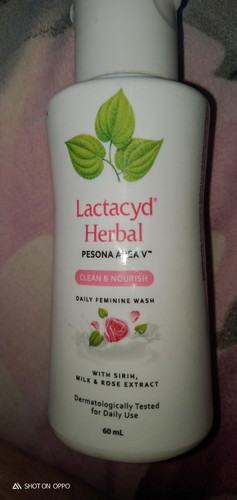 Lactacyd®
Herbal
PESONA AREA V™
CLEAN & NOURISH
DAILY FEMININE WASH
WITH SIRIH,
MILK & ROSE EXTRACT
Dermatologically Tested
for Daily Use
60 mL
SHOT ON OPPO